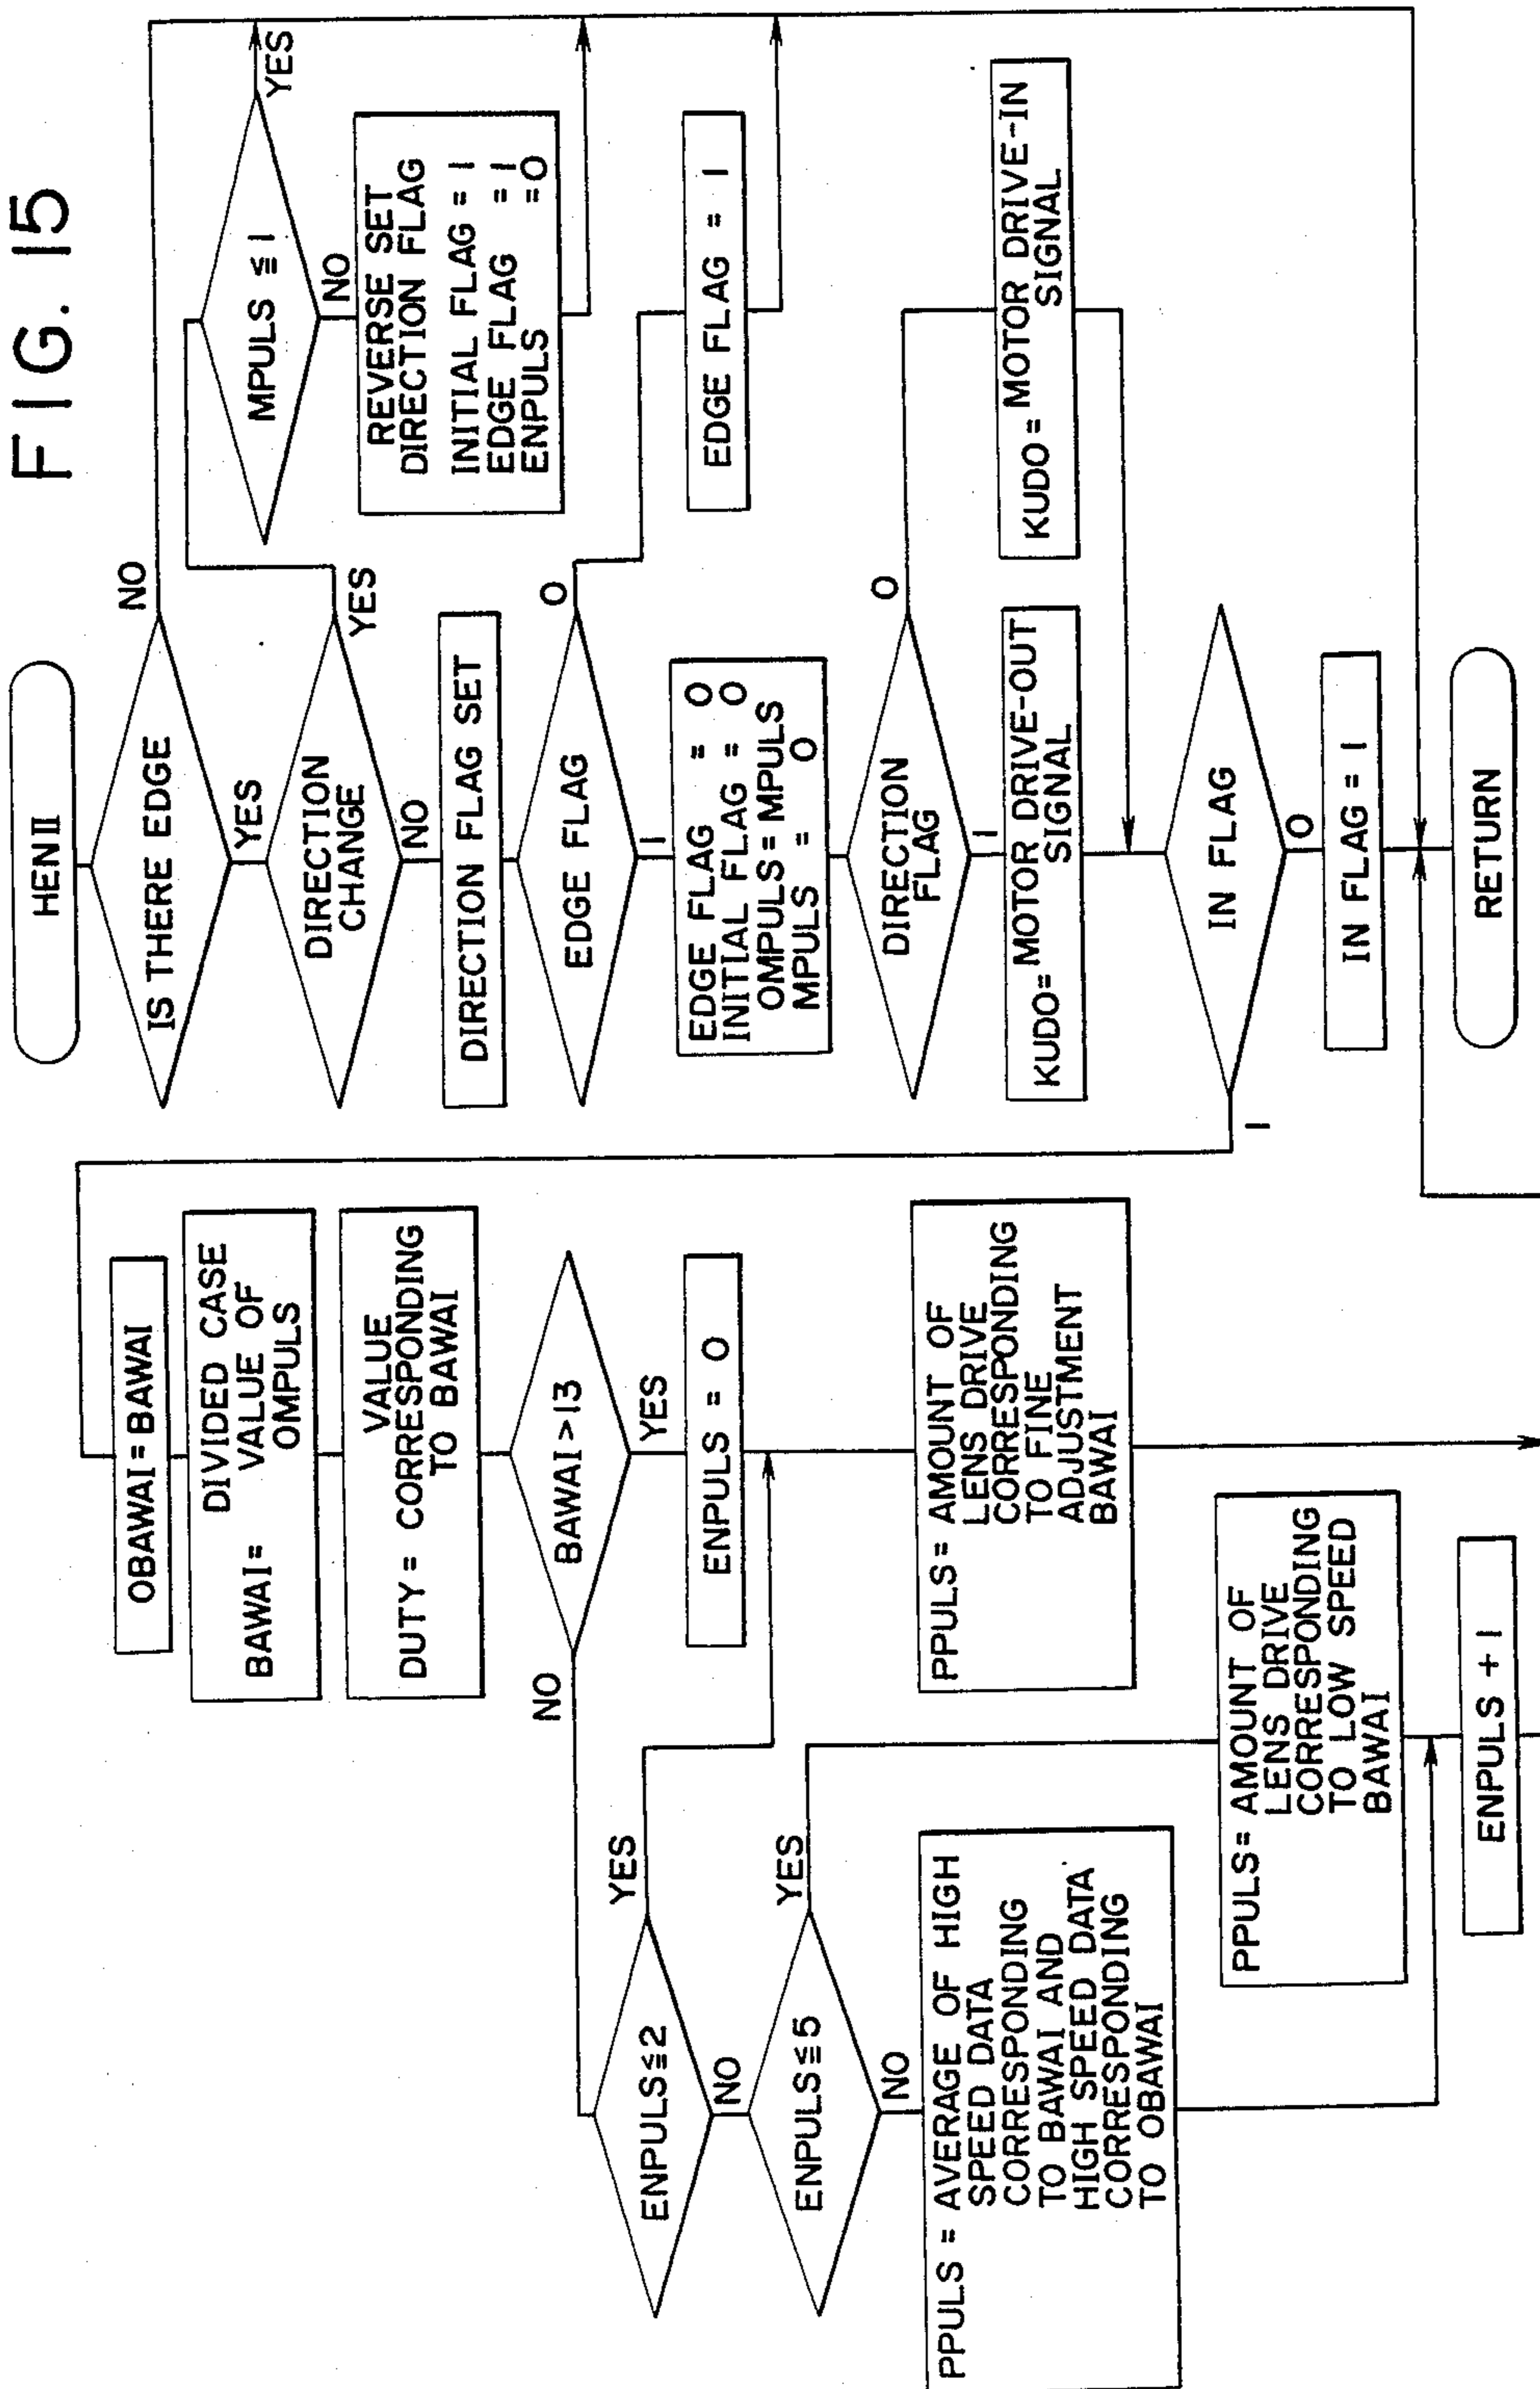 FIG. 15
HEN II
IS THERE EDGE
NO
YES
DIRECTION
CHANGE
YES
NO
MPULS ≦ 1
YES
NO
REVERSE SET
DIRECTION FLAG
INITIAL FLAG = 1
EDGE FLAG = 1
ENPULS = 0
DIRECTION FLAG SET
EDGE FLAG
0
1
EDGE FLAG = 1
EDGE FLAG = 0
INITIAL FLAG = 0
OMPULS = MPULS
MPULS = 0
DIRECTION
FLAG
0
1
KUDO = MOTOR DRIVE-OUT
SIGNAL
KUDO = MOTOR DRIVE-IN
SIGNAL
IN FLAG
1
0
IN FLAG = 1
RETURN
OBAWAI = BAWAI
DIVIDED CASE
BAWAI = VALUE OF
OMPULS
VALUE
DUTY = CORRESPONDING
TO BAWAI
BAWAI > 13
NO
YES
ENPULS = 0
PPULS = AMOUNT OF
LENS DRIVE
CORRESPONDING
TO FINE
ADJUSTMENT
BAWAI
ENPULS ≦ 2
YES
NO
ENPULS ≦ 5
YES
NO
PPULS = AVERAGE OF HIGH
SPEED DATA
CORRESPONDING
TO BAWAI AND
HIGH SPEED DATA
CORRESPONDING
TO OBAWAI
PPULS = AMOUNT OF
LENS DRIVE
CORRESPONDING
TO LOW SPEED
BAWAI
ENPULS + 1